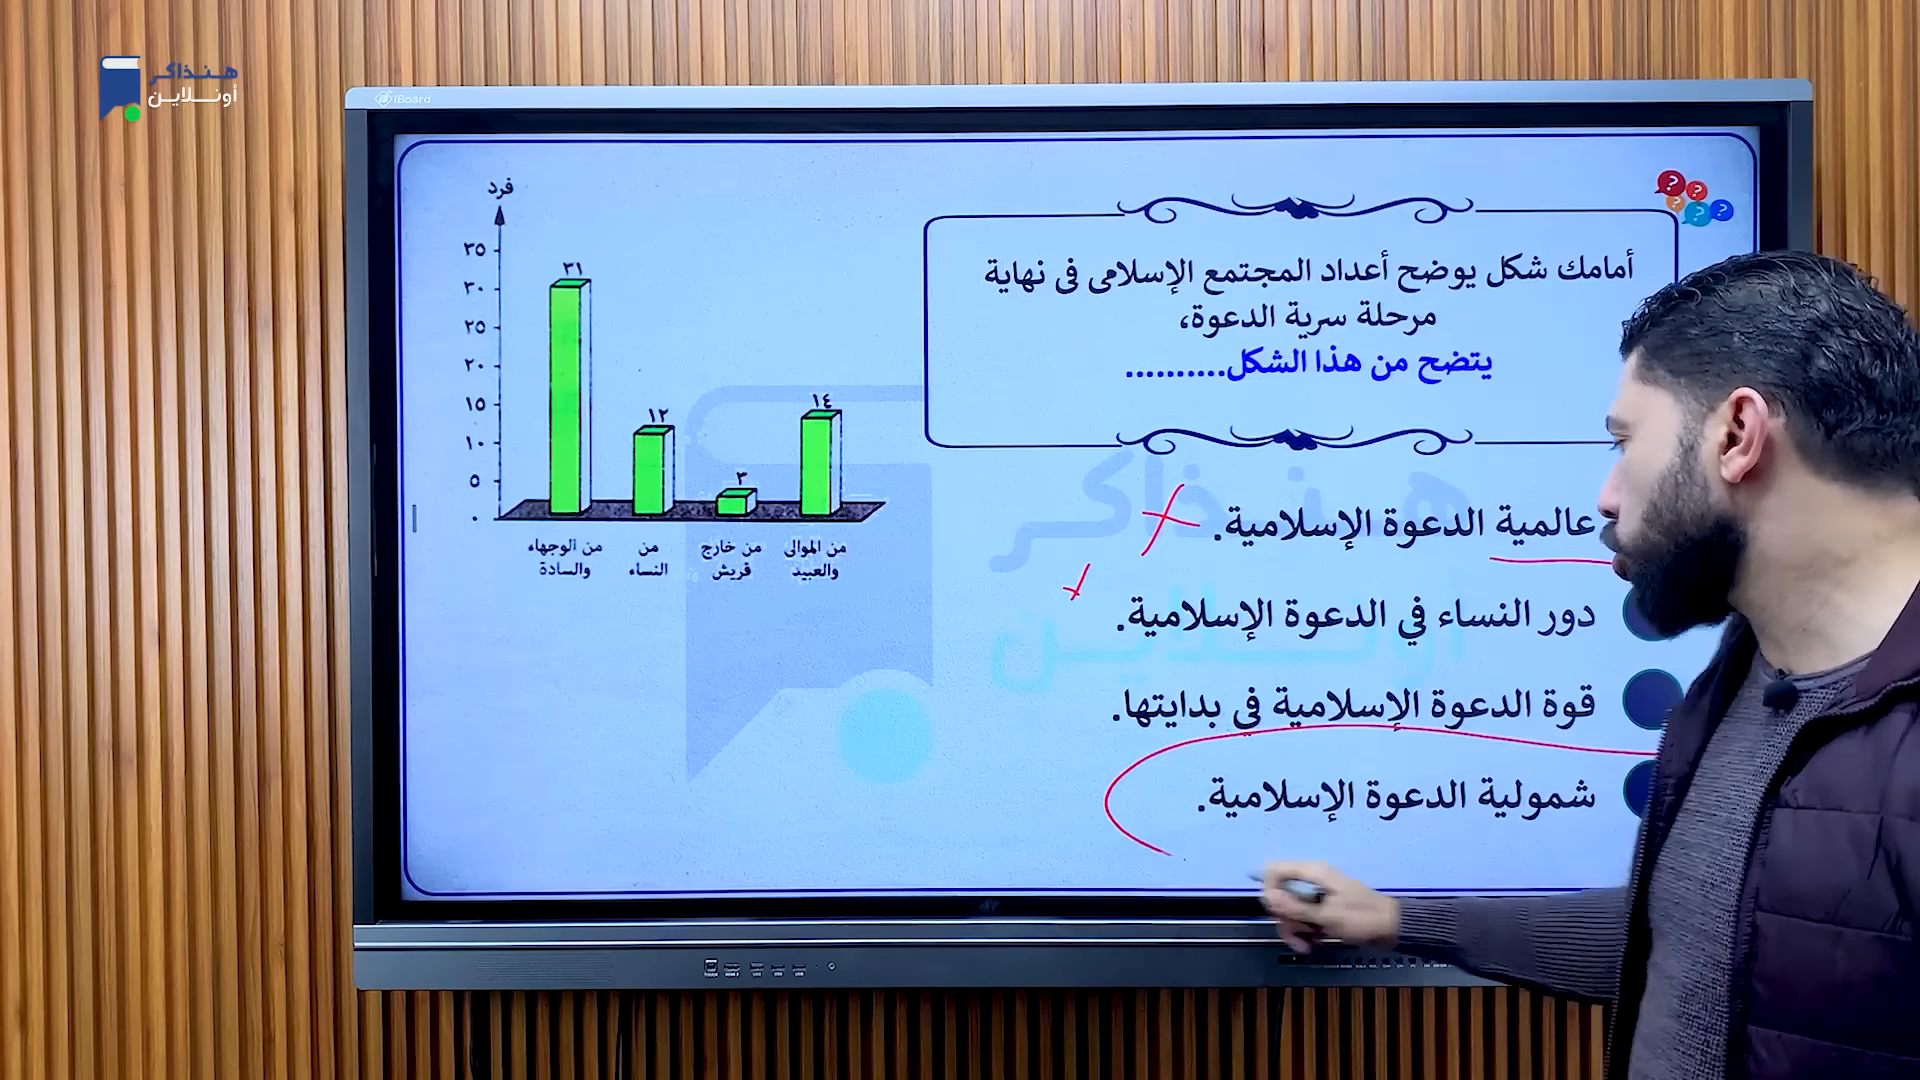 هنذاكر
أونلاين
IBoard
أمامك شكل يوضح أعداد المجتمع الإسلامى فى نهاية
مرحلة سرية الدعوة،
يتضح من هذا الشكل..........
عالمية الدعوة الإسلامية.
دور النساء في الدعوة الإسلامية.
قوة الدعوة الإسلامية في بدايتها.
شمولية الدعوة الإسلامية.
فرد
٣٥
٣٠
٢٥
٢٠
١٥
١٠
٥
٠
٣١
١٢
٣
١٤
من الوجهاء
والسادة
من
النساء
من خارج
قريش
من الموالى
والعبيد
هنذاكر
أونلاين